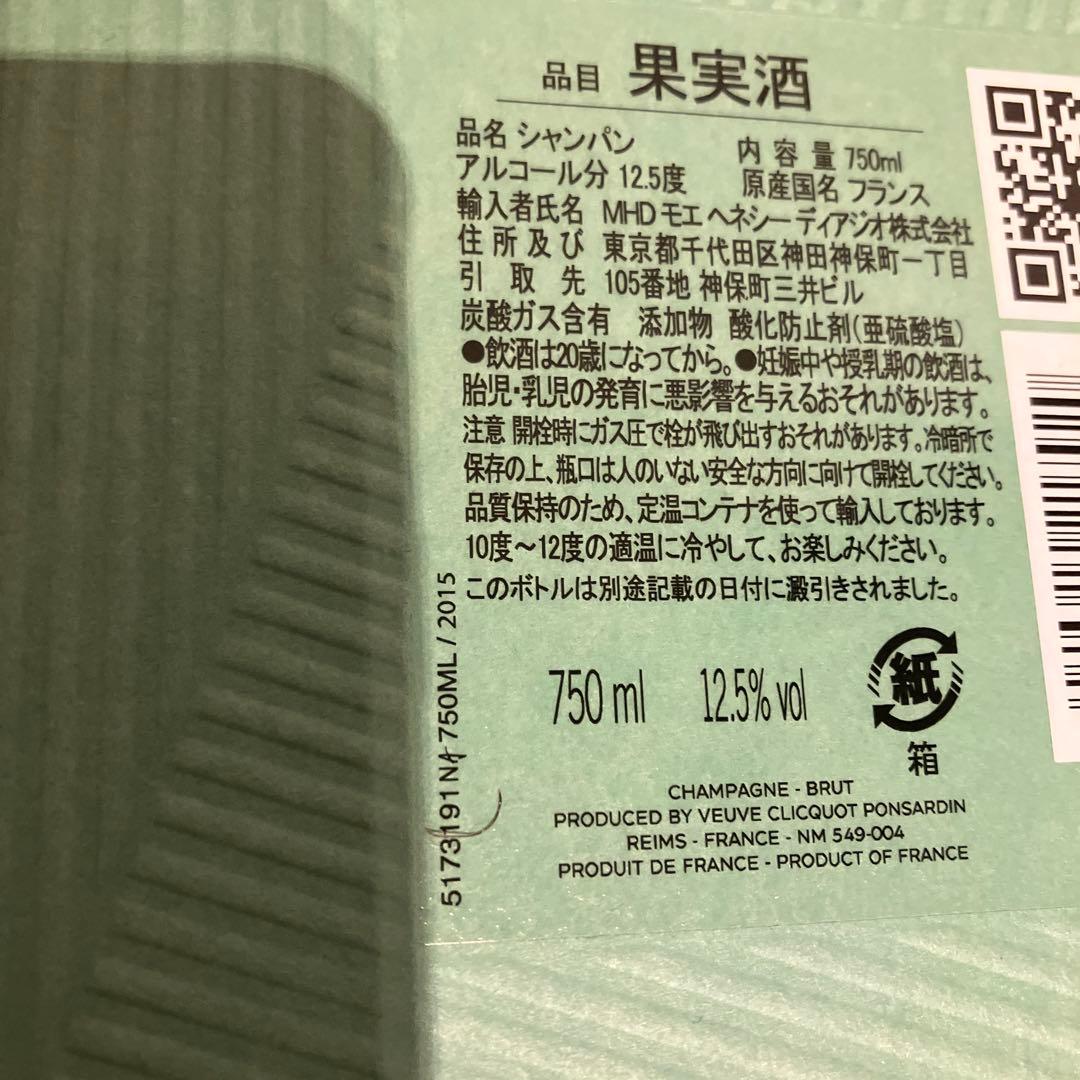 品目 果実酒
品名 シャンパン 内容量 750ml
アルコール分 12.5度 原産国名 フランス
輸入者氏名 MHD モエ ヘネシー ディアジオ株式会社
住所及び 東京都千代田区神田神保町一丁目
引取先 105番地 神保町三井ビル
炭酸ガス含有 添加物 酸化防止剤(亜硫酸塩)
●飲酒は20歳になってから。●妊娠中や授乳期の飲酒は、
胎児・乳児の発育に悪影響を与えるおそれがあります。
注意 開栓時にガス圧で栓が飛び出すおそれがあります。冷暗所で
保存の上、瓶口は人のいない安全な方向に向けて開栓してください。
品質保持のため、定温コンテナを使って輸入しております。
10度～12度の適温に冷やして、お楽しみください。
このボトルは別途記載の日付に澱引きされました。
5173191 NA 750ML / 2015
750 ml 12.5% vol
紙
箱
CHAMPAGNE - BRUT
PRODUCED BY VEUVE CLICQUOT PONSARDIN
REIMS - FRANCE - NM 549-004
PRODUIT DE FRANCE - PRODUCT OF FRANCE